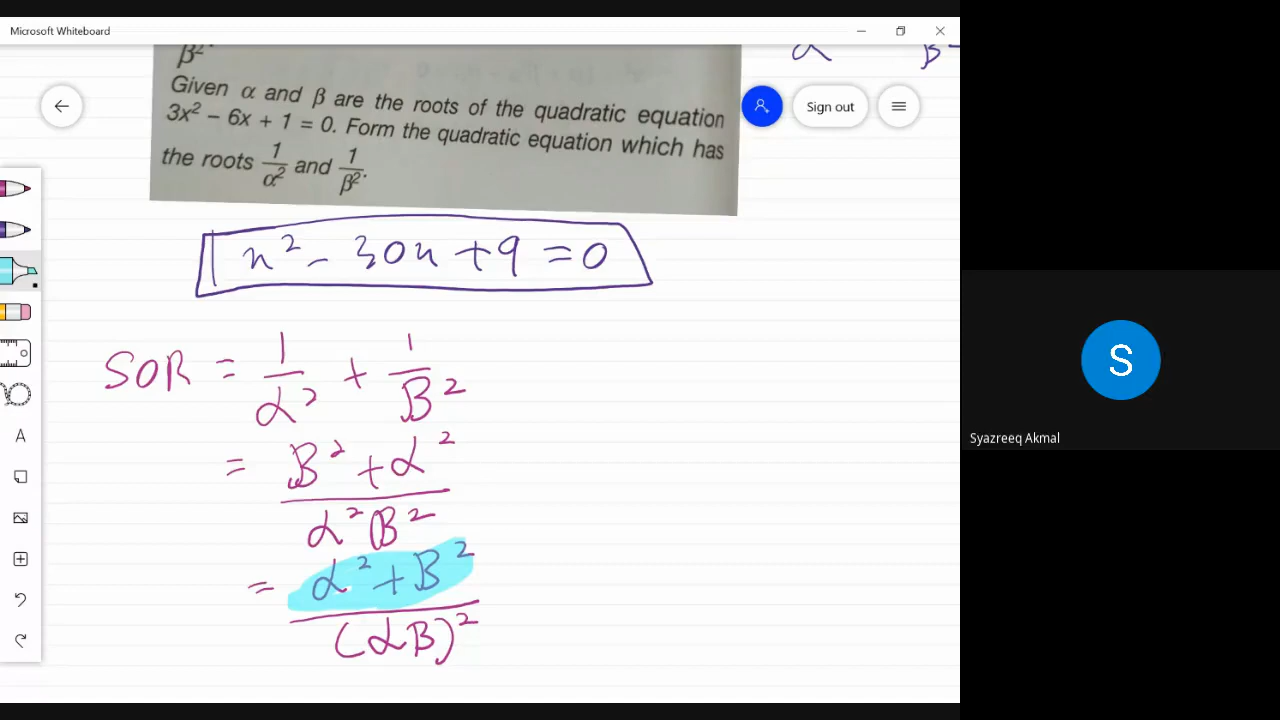 Microsoft Whiteboard
β².
Given α and β are the roots of the quadratic equation
3x² − 6x + 1 = 0. Form the quadratic equation which has
the roots 1/α² and 1/β².
α β
Sign out
x² − 30x + 9 = 0
SOR = 1/α² + 1/β²
= β² + α² / α²β²
= α² + β² / (αβ)²
A
S
Syazreeq Akmal